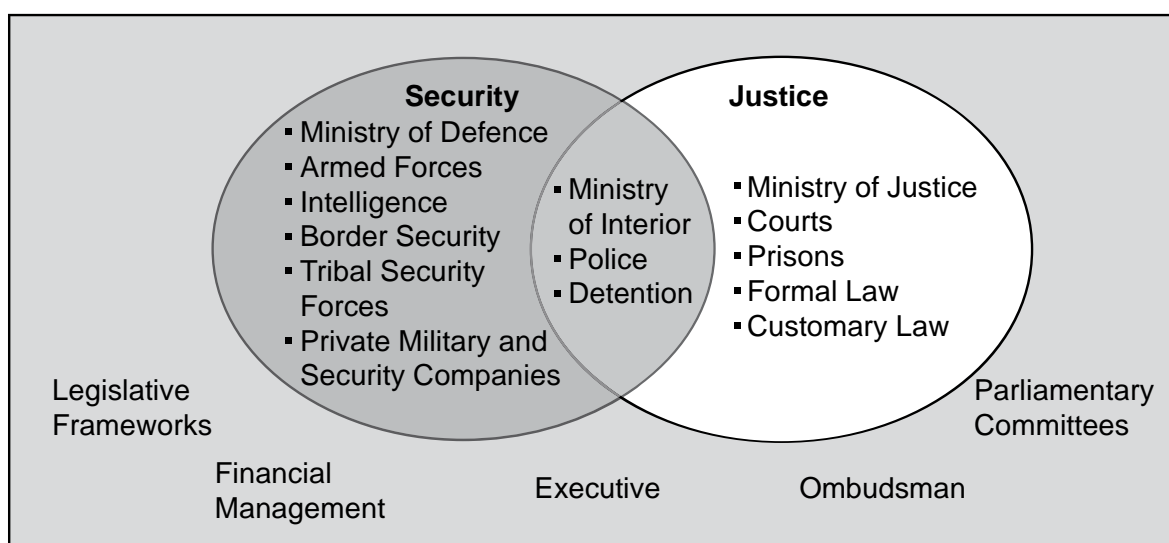 Security
▪ Ministry of Defence
▪ Armed Forces
▪ Intelligence
▪ Border Security
▪ Tribal Security
Forces
▪ Private Military and
Security Companies
▪ Ministry
of Interior
▪ Police
▪ Detention
Justice
▪ Ministry of Justice
▪ Courts
▪ Prisons
▪ Formal Law
▪ Customary Law
Legislative
Frameworks
Financial
Management
Executive
Ombudsman
Parliamentary
Committees